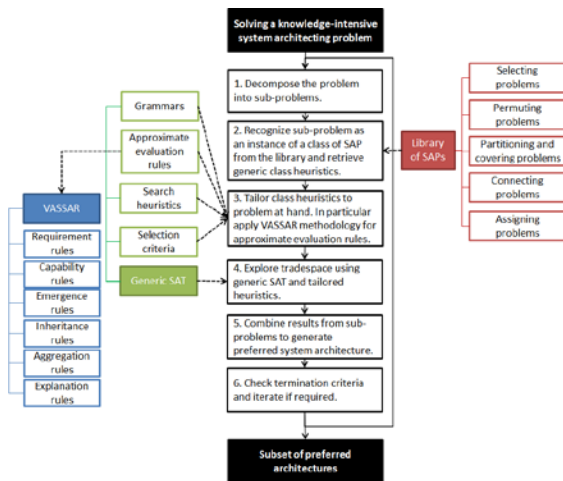 Solving a knowledge-intensive
system architecting problem
1. Decompose the problem
into sub-problems.
2. Recognize sub-problem as
an instance of a class of SAP
from the library and retrieve
generic class heuristics.
3. Tailor class heuristics to
problem at hand. In particular
apply VASSAR methodology for
approximate evaluation rules.
4. Explore tradespace using
generic SAT and tailored
heuristics.
5. Combine results from sub-
problems to generate
preferred system architecture.
6. Check termination criteria
and iterate if required.
Subset of preferred
architectures
Grammars
Approximate
evaluation rules
Search
heuristics
Selection
criteria
Generic SAT
VASSAR
Requirement
rules
Capability
rules
Emergence
rules
Inheritance
rules
Aggregation
rules
Explanation
rules
Library
of SAPs
Selecting
problems
Permuting
problems
Partitioning and
covering problems
Connecting
problems
Assigning
problems